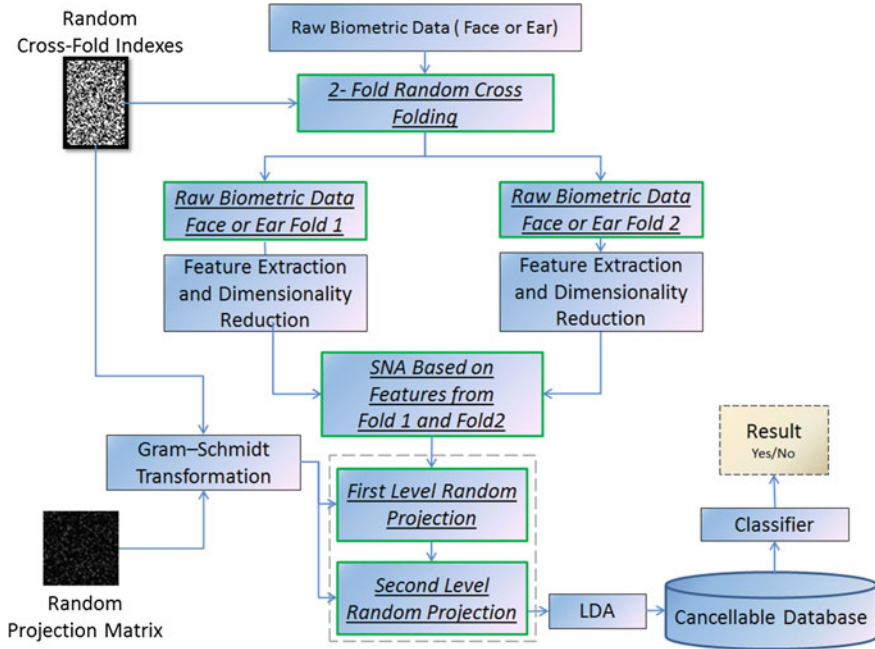 Random
Cross-Fold Indexes
Raw Biometric Data ( Face or Ear)
2- Fold Random Cross
Folding
Raw Biometric Data
Face or Ear Fold 1
Raw Biometric Data
Face or Ear Fold 2
Feature Extraction
and Dimensionality
Reduction
Feature Extraction
and Dimensionality
Reduction
SNA Based on
Features from
Fold 1 and Fold2
Gram–Schmidt
Transformation
First Level Random
Projection
Second Level
Random Projection
Random
Projection Matrix
LDA
Cancellable Database
Classifier
Result
Yes/No